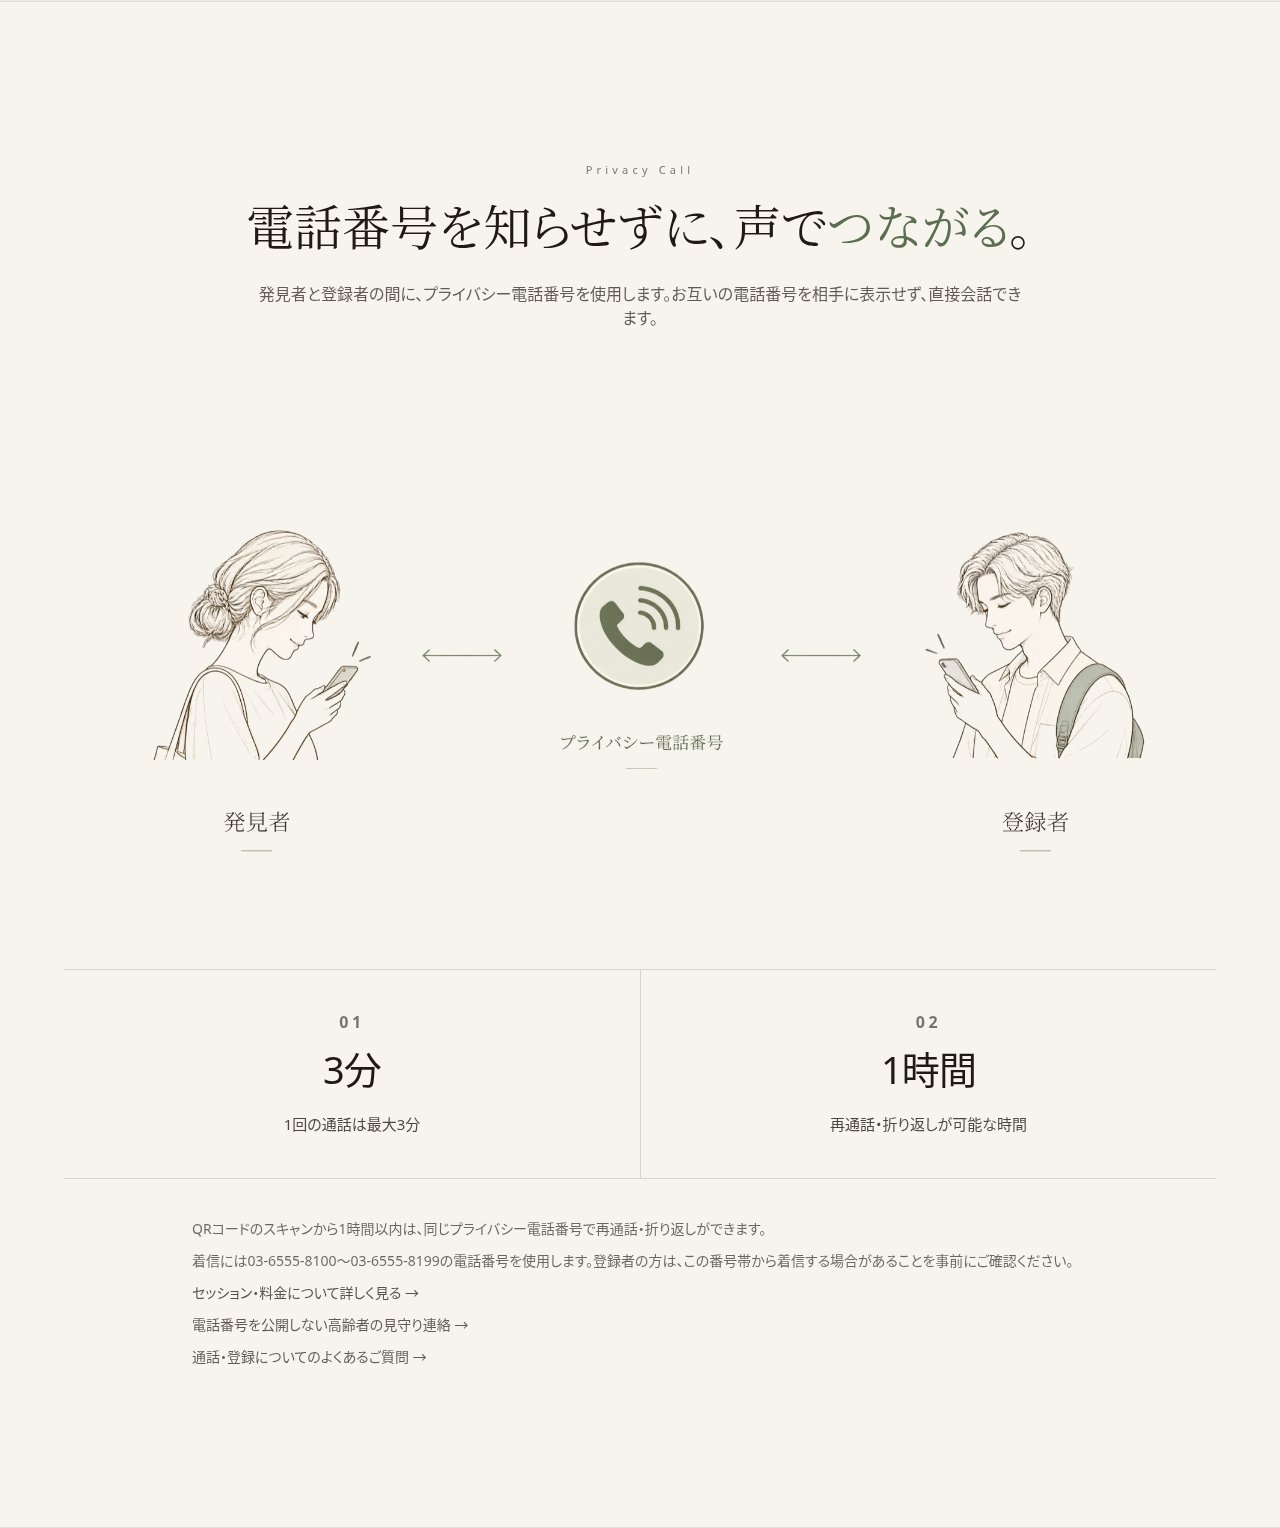 Privacy Call
電話番号を知らせずに、声でつながる。
発見者と登録者の間に、プライバシー電話番号を使用します。お互いの電話番号を相手に表示せず、直接会話でき
ます。
プライバシー電話番号
発見者
登録者
01
3分
1回の通話は最大3分
02
1時間
再通話・折り返しが可能な時間
QRコードのスキャンから1時間以内は、同じプライバシー電話番号で再通話・折り返しができます。
着信には03-6555-8100〜03-6555-8199の電話番号を使用します。登録者の方は、この番号帯から着信する場合があることを事前にご確認ください。
セッション・料金について詳しく見る →
電話番号を公開しない高齢者の見守り連絡 →
通話・登録についてのよくあるご質問 →